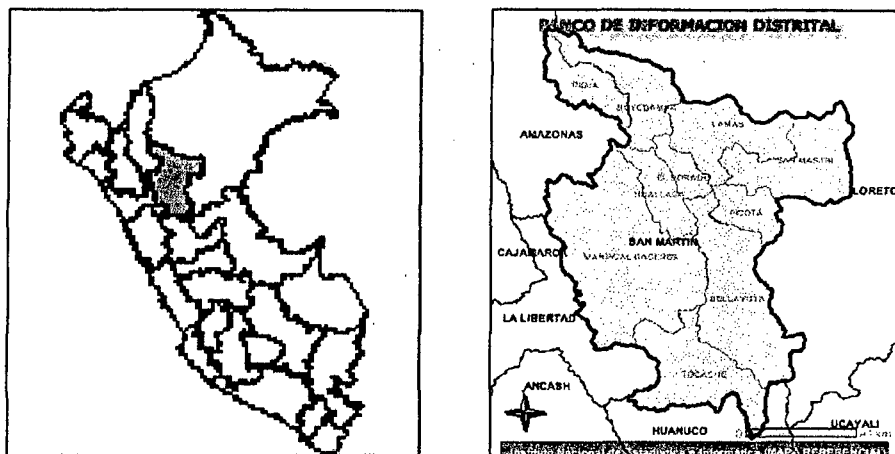 BANCO DE INFORMACION DISTRITAL
RIOJA
MOYOBAMBA
LAMAS
AMAZONAS
SAN MARTIN
EL DORADO
LORETO
HUALLAGA
PICOTA
SAN MARTIN
CAJAMARCA
MARISCAL CACERES
BELLAVISTA
LA LIBERTAD
TOCACHE
ANCASH
UCAYALI
HUANUCO